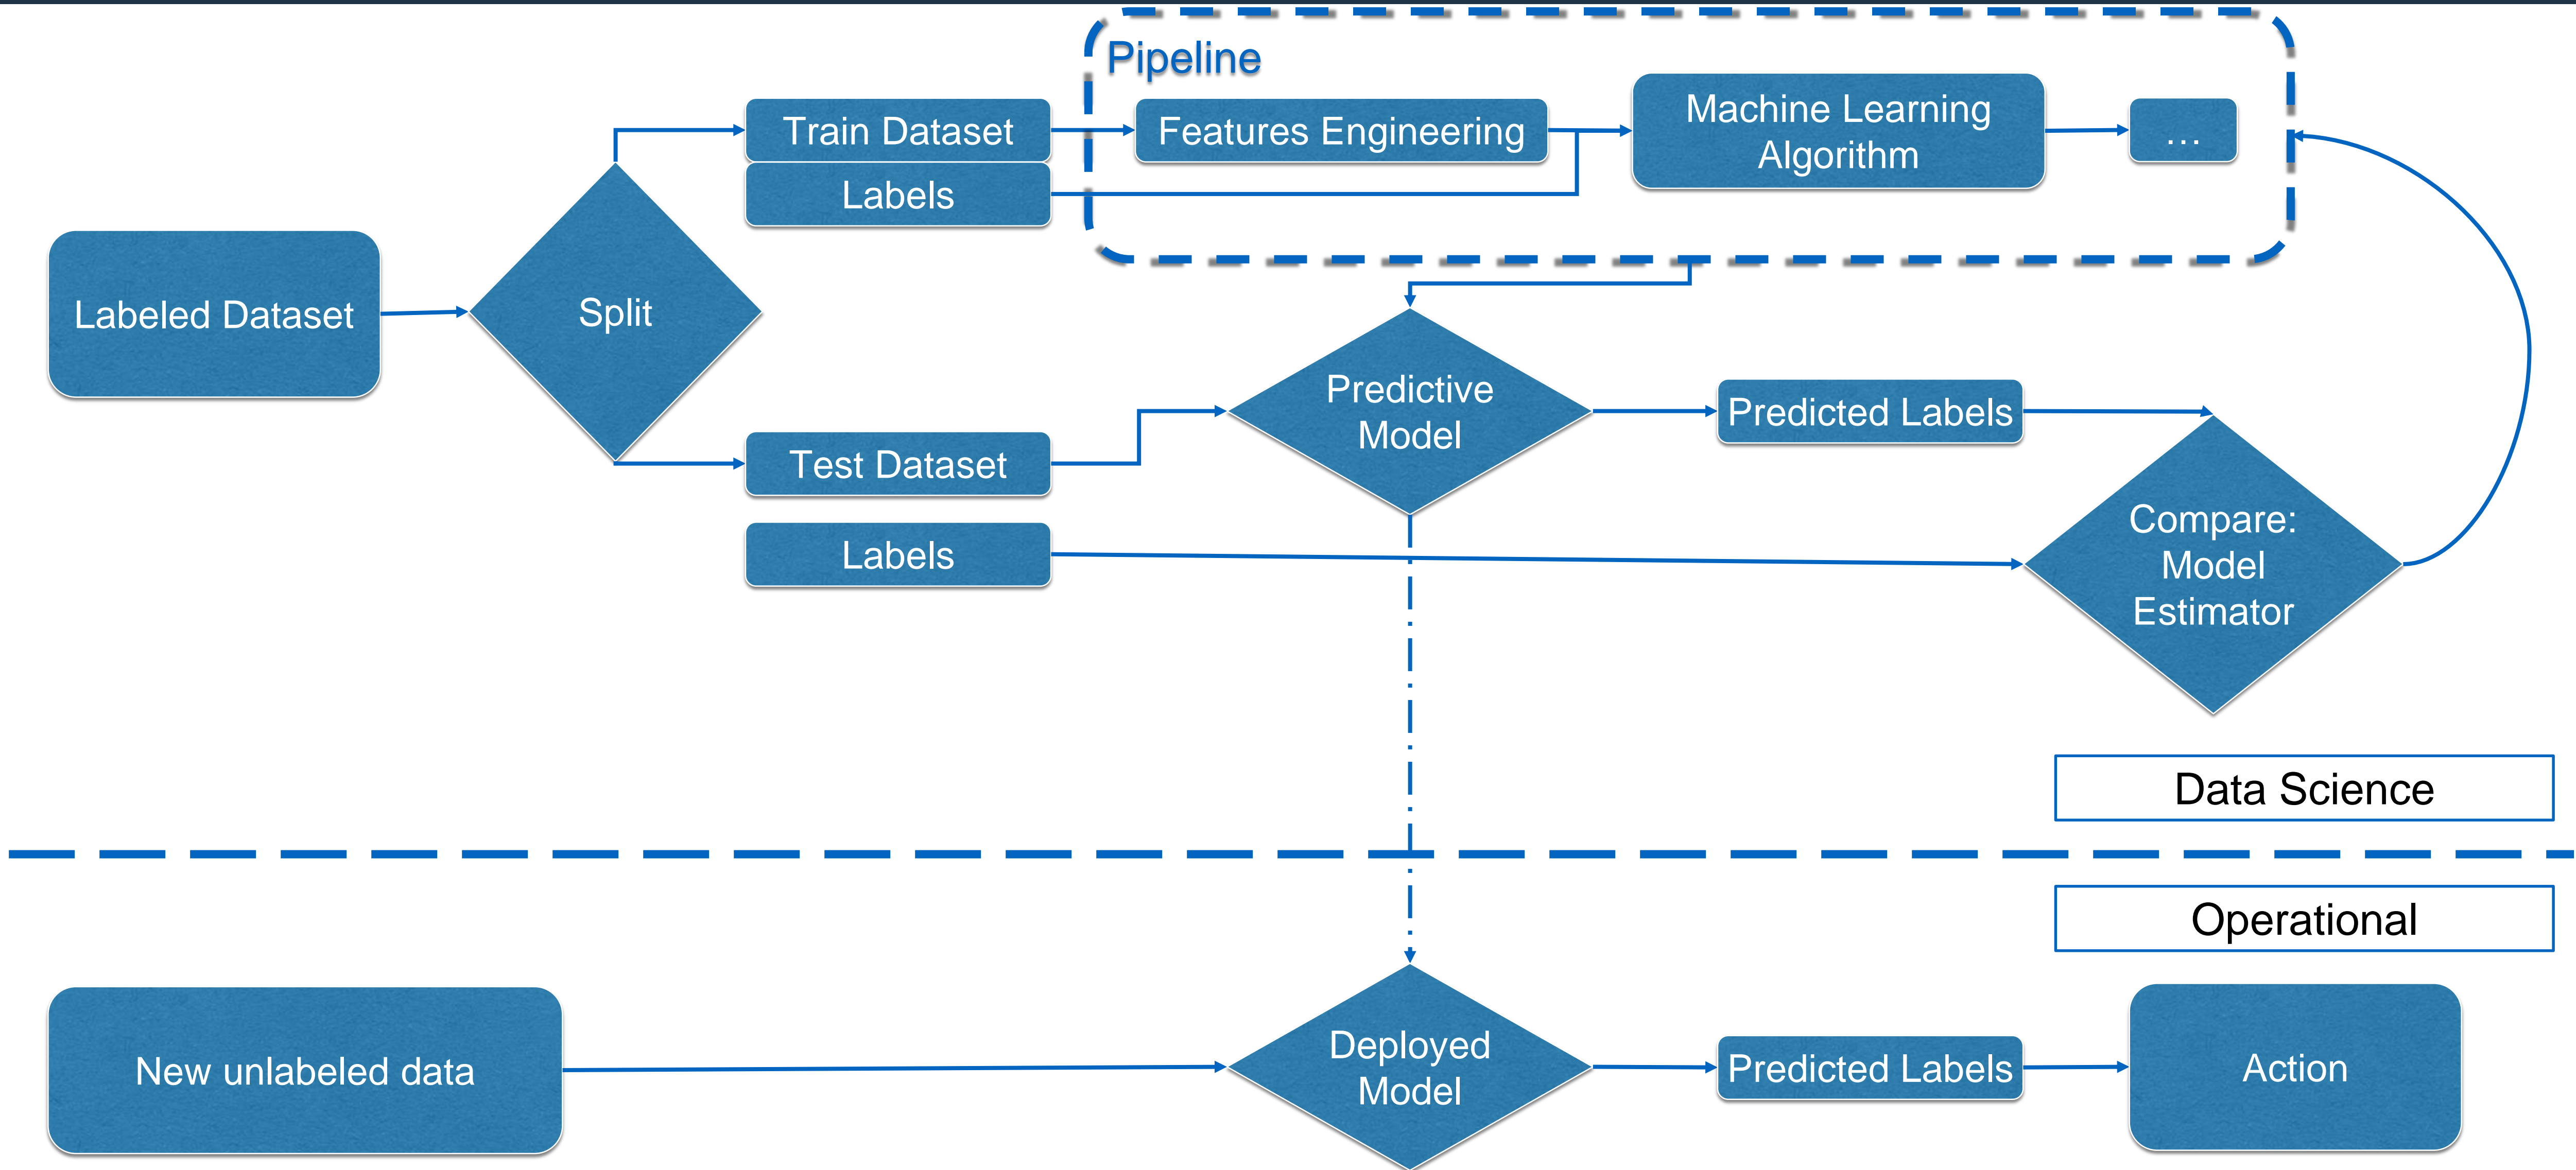 Pipeline
Train Dataset
Features Engineering
Machine Learning
Algorithm
...
Labels
Labeled Dataset
Split
Predictive
Model
Predicted Labels
Test Dataset
Labels
Compare:
Model
Estimator
Data Science
Operational
New unlabeled data
Deployed
Model
Predicted Labels
Action